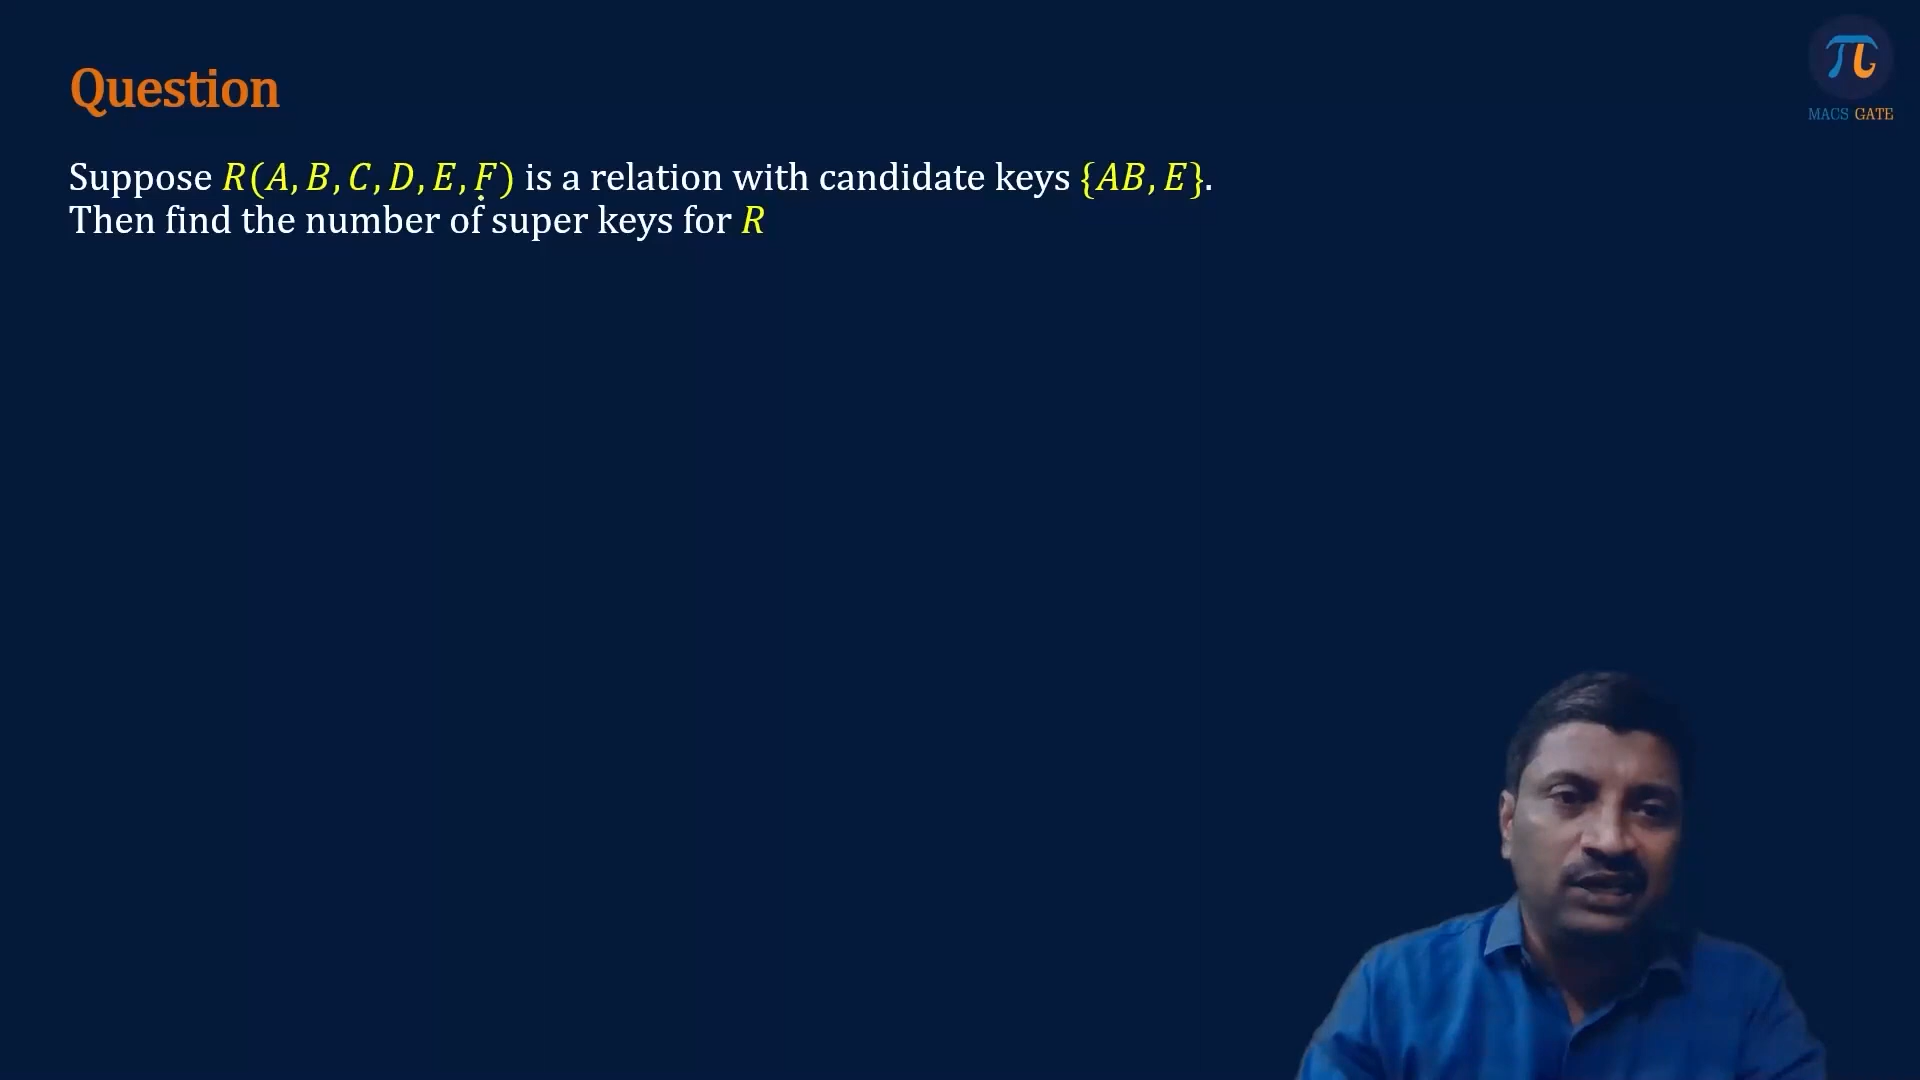 Question
MACS GATE
Suppose R(A, B, C, D, E, F) is a relation with candidate keys {AB, E}.
Then find the number of super keys for R